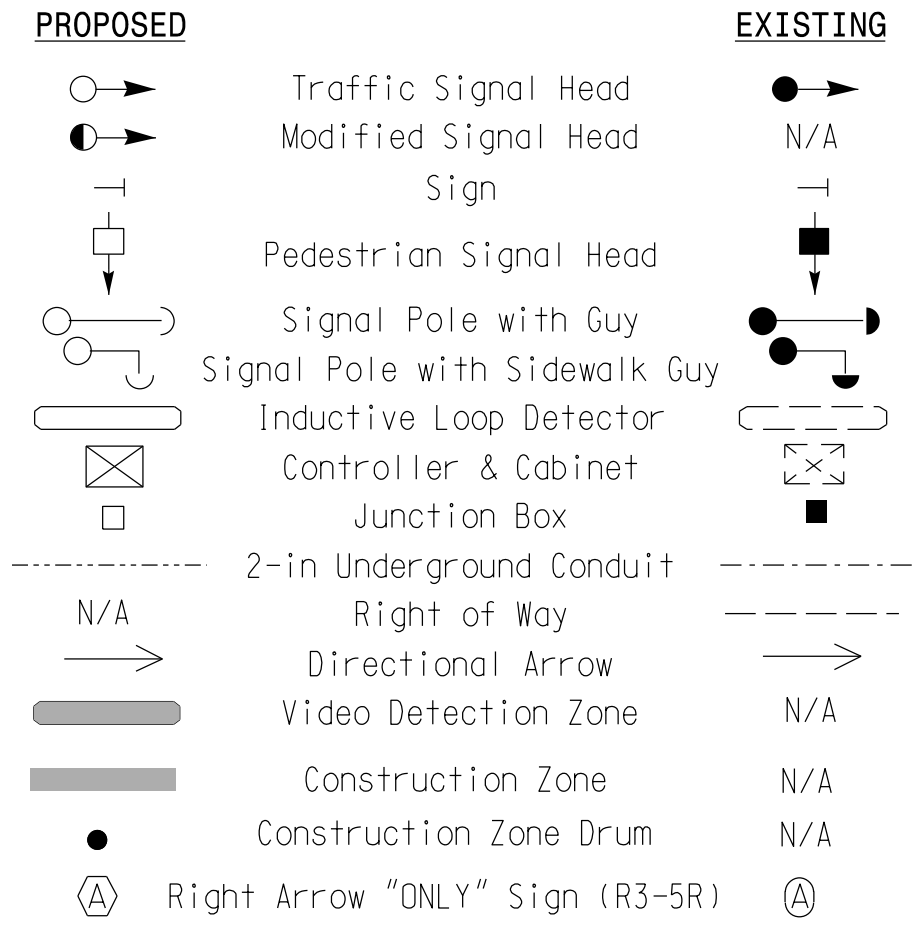 PROPOSED EXISTING
Traffic Signal Head
Modified Signal Head N/A
Sign
Pedestrian Signal Head
Signal Pole with Guy
Signal Pole with Sidewalk Guy
Inductive Loop Detector
Controller & Cabinet
Junction Box
2-in Underground Conduit
N/A Right of Way
Directional Arrow
Video Detection Zone N/A
Construction Zone N/A
Construction Zone Drum N/A
A Right Arrow "ONLY" Sign (R3-5R) A